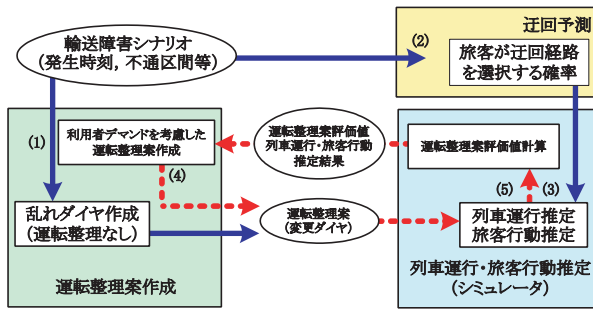 輸送障害シナリオ
(発生時刻, 不通区間等)
(2)
迂回予測
旅客が迂回経路
を選択する確率
(1)
利用者デマンドを考慮した
運転整理案作成
(4)
運転整理案評価値
列車運行・旅客行動
推定結果
運転整理案評価値計算
(5)
(3)
乱れダイヤ作成
(運転整理なし)
運転整理案
(変更ダイヤ)
列車運行推定
旅客行動推定
運転整理案作成
列車運行・旅客行動推定
(シミュレータ)